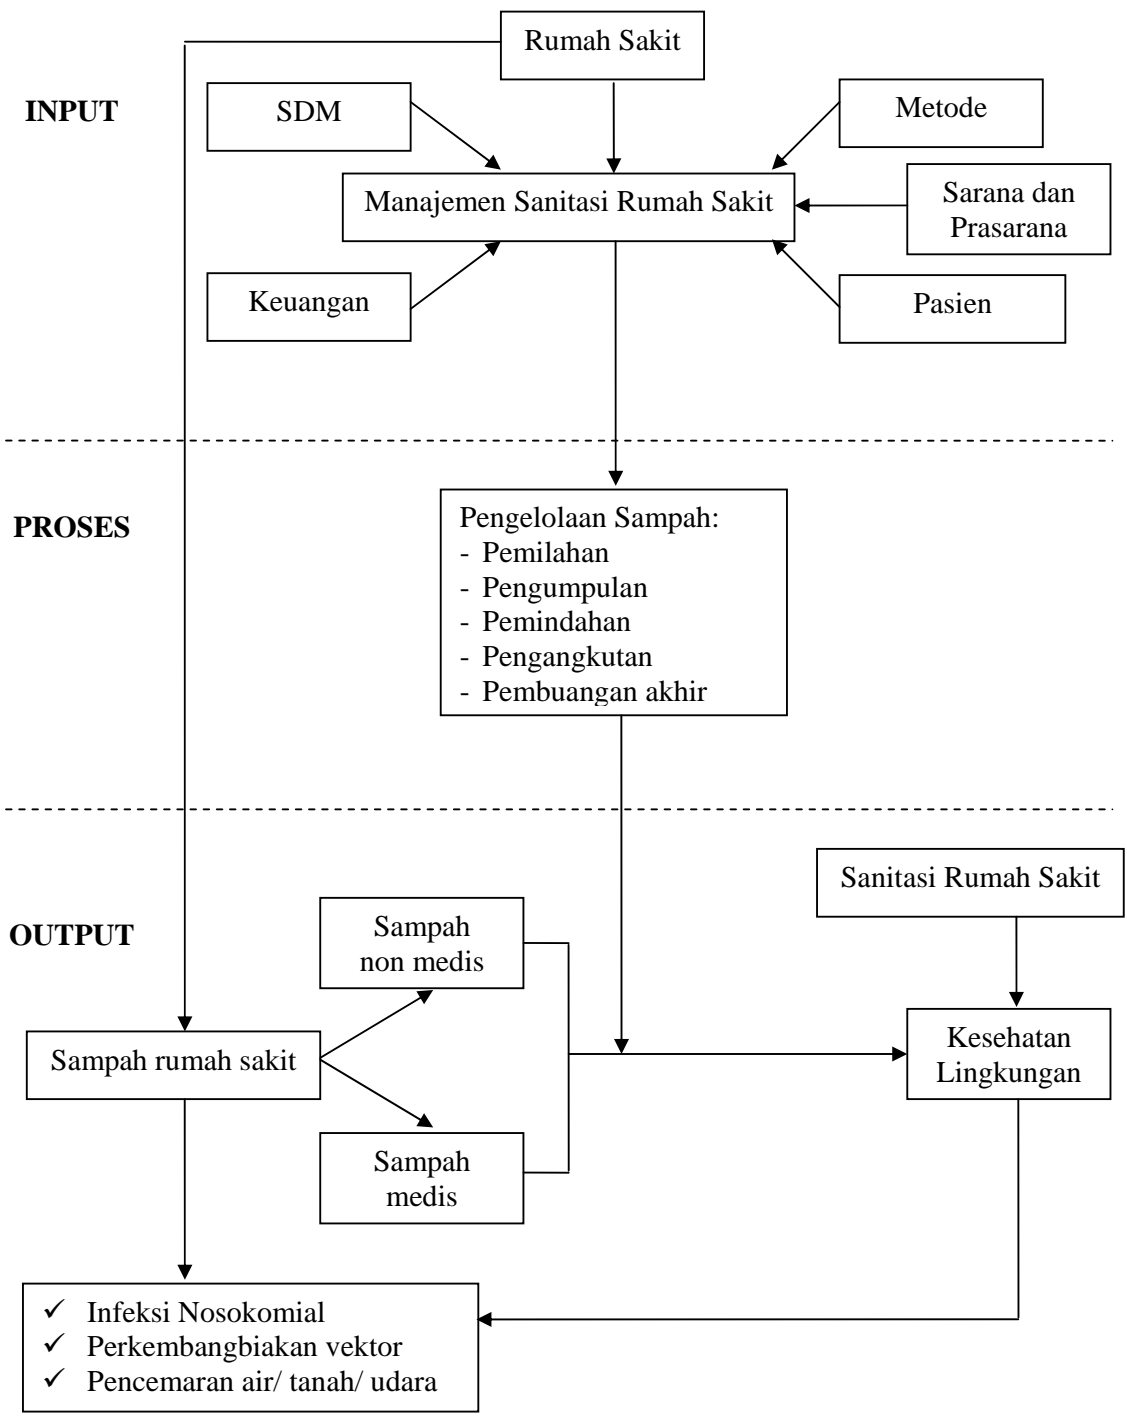 Rumah Sakit
INPUT
SDM
Metode
Manajemen Sanitasi Rumah Sakit
Sarana dan
Prasarana
Keuangan
Pasien
PROSES
Pengelolaan Sampah:
- Pemilahan
- Pengumpulan
- Pemindahan
- Pengangkutan
- Pembuangan akhir
Sanitasi Rumah Sakit
OUTPUT
Sampah
non medis
Sampah rumah sakit
Kesehatan
Lingkungan
Sampah
medis
✓ Infeksi Nosokomial
✓ Perkembangbiakan vektor
✓ Pencemaran air/ tanah/ udara